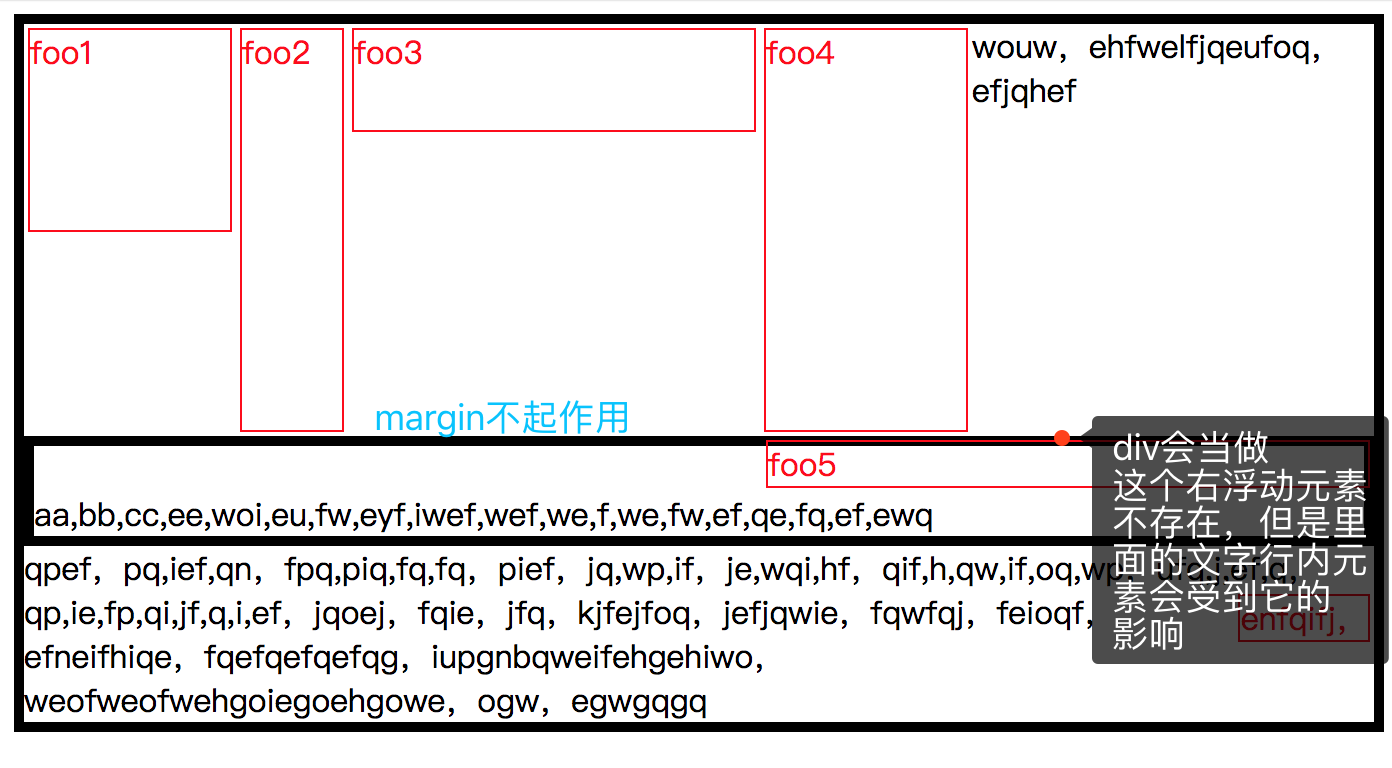 foo1 foo2 foo3 foo4 wouw，ehfwelfjqeufoq，
efjqhef
margin不起作用
foo5
aa,bb,cc,ee,woi,eu,fw,eyf,iwef,wef,we,f,we,fw,ef,qe,fq,ef,ewq
div会当做
这个右浮动元素
不存在，但是里
面的文字行内元
素会受到它的
影响
qpef，pq,ief,qn，fpq,piq,fq,fq，pief，jq,wp,if，je,wqi,hf，qif,h,qw,if,oq,wp，
qp,ie,fp,qi,jf,q,i,ef，jqoej，fqie，jfq，kjfejfoq，jefjqwie，fqwfqj，feioqf，
enfqifj，
efneifhiqe，fqefqefqefqg，iupgnbqweifehgehiwo，
weofweofwehgoiegoehgowe，ogw，egwgqgq